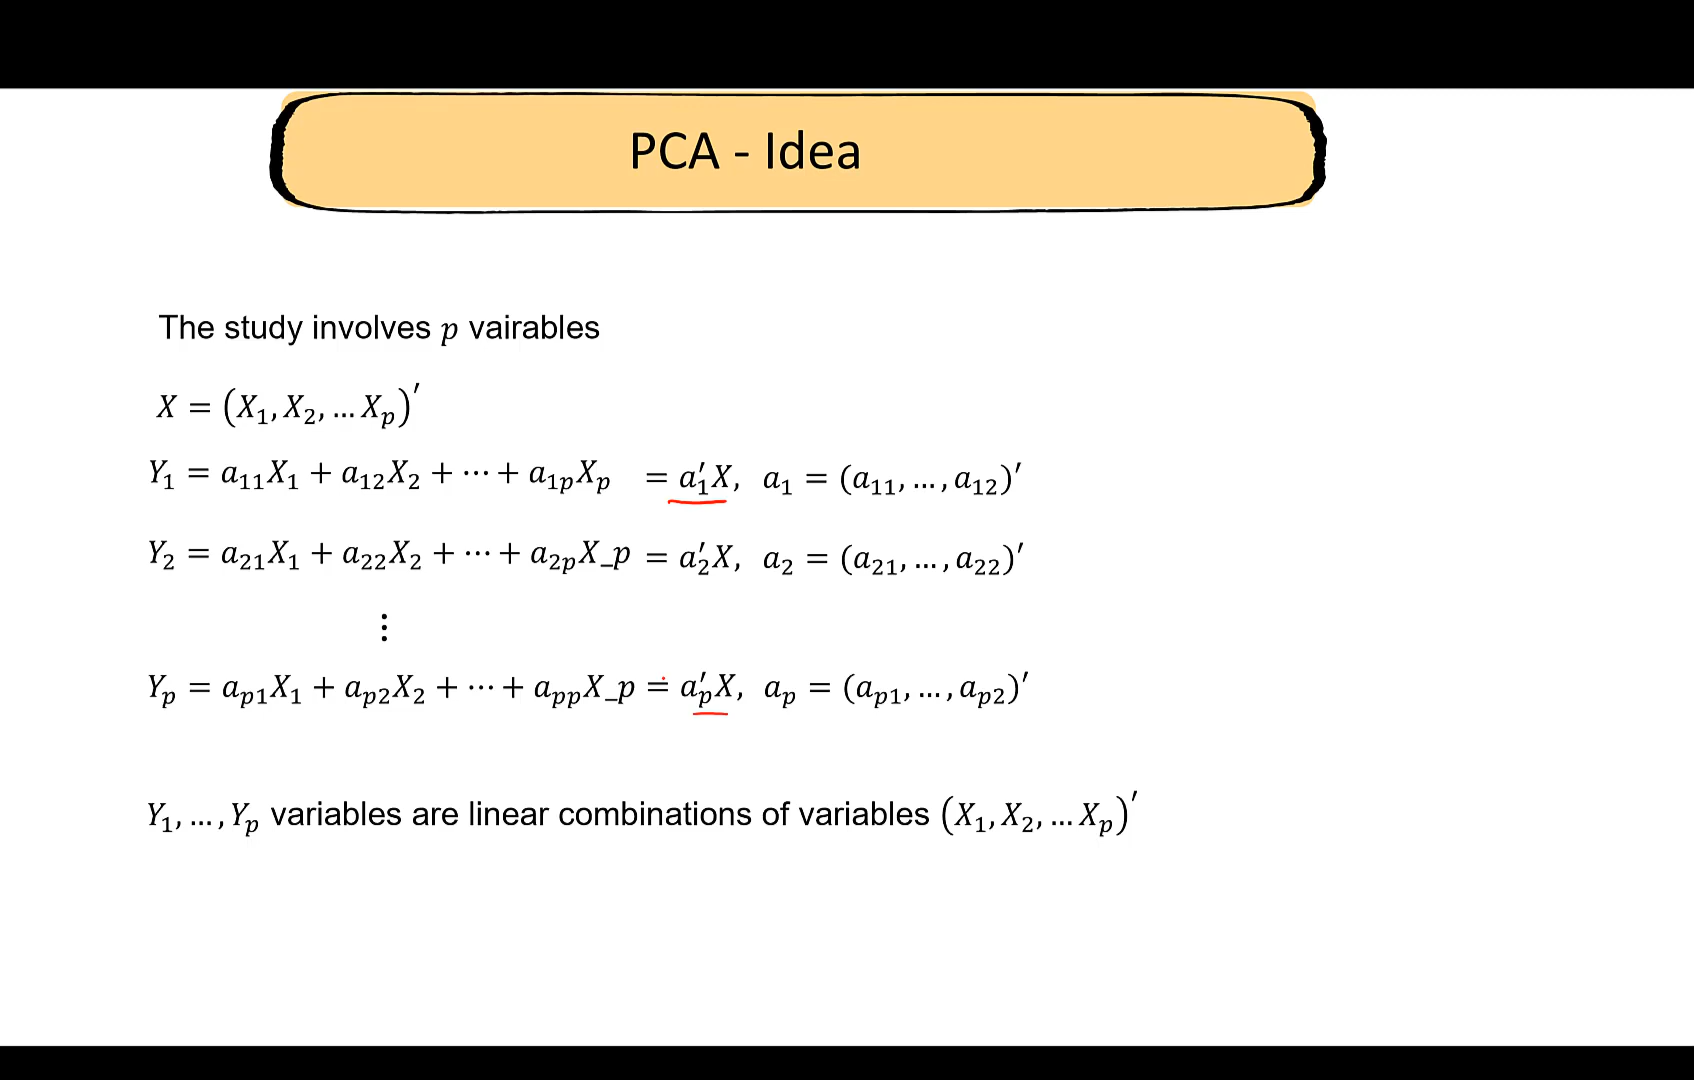 PCA - Idea
The study involves p vairables
X = (X₁, X₂, … Xₚ)′
Y₁ = a₁₁X₁ + a₁₂X₂ + ⋯ + a₁ₚXₚ = a₁′X, a₁ = (a₁₁, … , a₁₂)′
Y₂ = a₂₁X₁ + a₂₂X₂ + ⋯ + a₂ₚX_p = a₂′X, a₂ = (a₂₁, … , a₂₂)′
⋮
Yₚ = aₚ₁X₁ + aₚ₂X₂ + ⋯ + aₚₚX_p = aₚ′X, aₚ = (aₚ₁, … , aₚ₂)′
Y₁, … , Yₚ variables are linear combinations of variables (X₁, X₂, … Xₚ)′